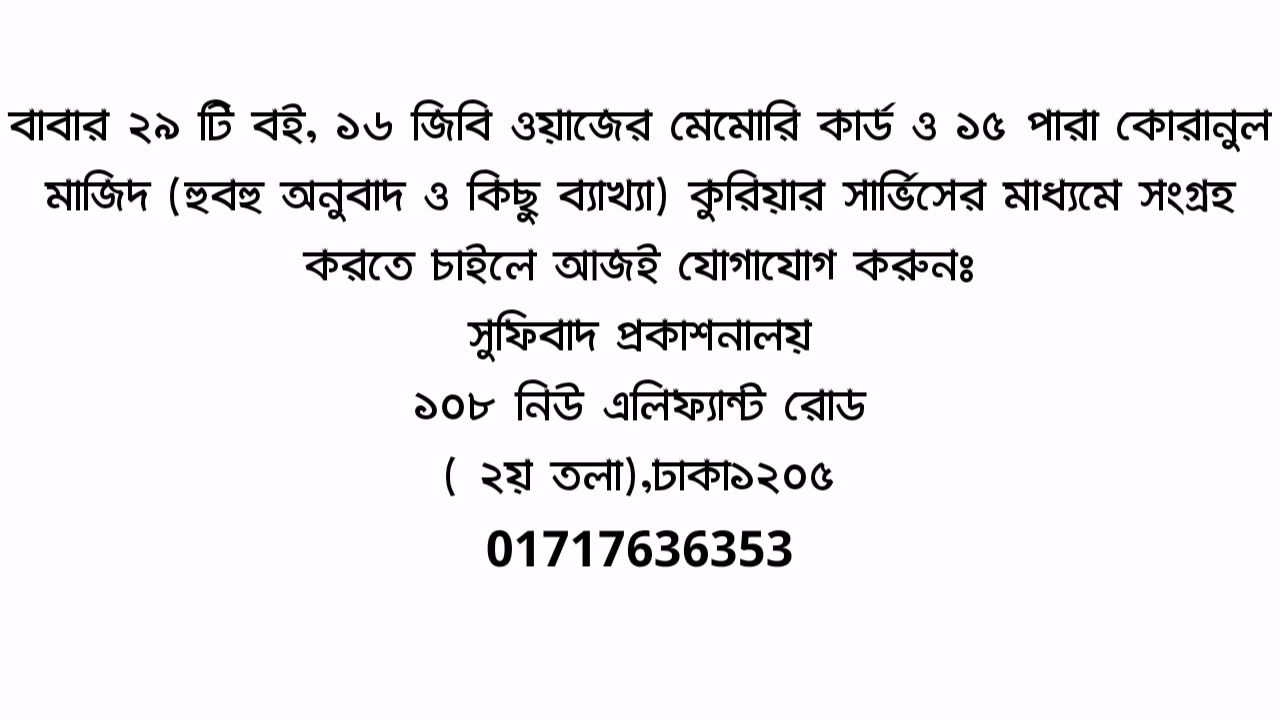 বাবার ২৯ টি বই, ১৬ জিবি ওয়াজের মেমোরি কার্ড ও ১৫ পারা কোরানুল
মাজিদ (হুবহু অনুবাদ ও কিছু ব্যাখ্যা) কুরিয়ার সার্ভিসের মাধ্যমে সংগ্রহ
করতে চাইলে আজই যোগাযোগ করুনঃ
সুফিবাদ প্রকাশনালয়
১০৮ নিউ এলিফ্যান্ট রোড
( ২য় তলা),ঢাকা১২০৫
01717636353